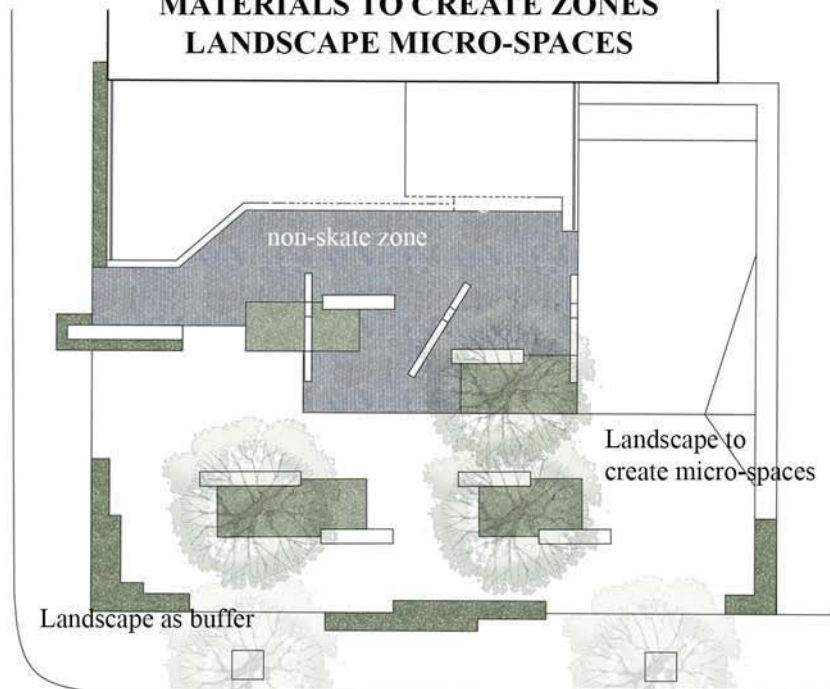 MATERIALS TO CREATE ZONES
LANDSCAPE MICRO-SPACES
non-skate zone
Landscape to
create micro-spaces
Landscape as buffer